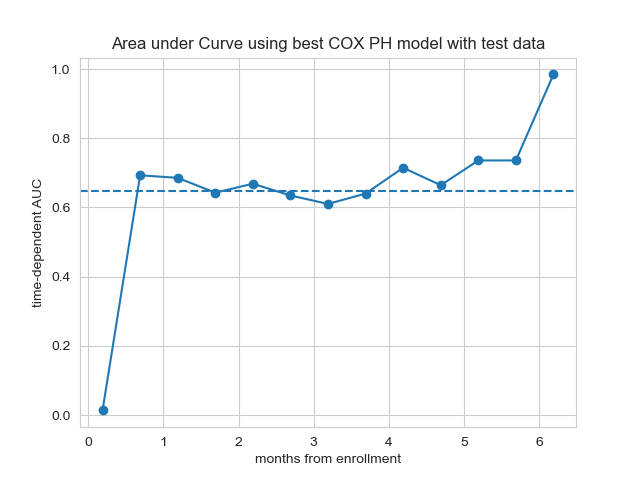 Area under Curve using best COX PH model with test data
time-dependent AUC
1.0
0.8
0.6
0.4
0.2
0.0
0 1 2 3 4 5 6
months from enrollment